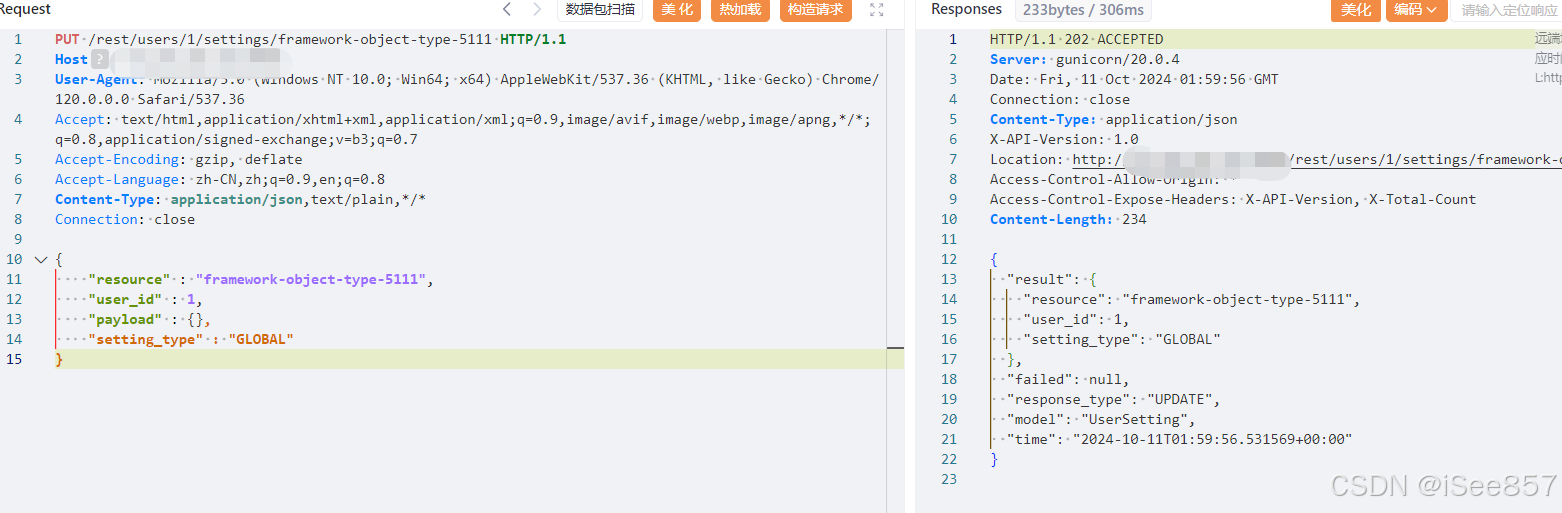 Request
数据包扫描
美 化
热加载
构造请求
1 PUT /rest/users/1/settings/framework-object-type-5111 HTTP/1.1
2 Host ?
3 User-Agent: Mozilla/5.0 (Windows NT 10.0; Win64; x64) AppleWebKit/537.36 (KHTML, like Gecko) Chrome/
120.0.0.0 Safari/537.36
4 Accept: text/html,application/xhtml+xml,application/xml;q=0.9,image/avif,image/webp,image/apng,*/*;
q=0.8,application/signed-exchange;v=b3;q=0.7
5 Accept-Encoding: gzip, deflate
6 Accept-Language: zh-CN,zh;q=0.9,en;q=0.8
7 Content-Type: application/json,text/plain,*/*
8 Connection: close
9
10 {
11 "resource" : "framework-object-type-5111",
12 "user_id" : 1,
13 "payload" : {},
14 "setting_type" : "GLOBAL"
15 }
Responses
233bytes / 306ms
美化
编码
请输入定位响应
1 HTTP/1.1 202 ACCEPTED
2 Server: gunicorn/20.0.4
3 Date: Fri, 11 Oct 2024 01:59:56 GMT
4 Connection: close
5 Content-Type: application/json
6 X-API-Version: 1.0
7 Location: http:/ /rest/users/1/settings/framework-
8 Access-Control-Allow-Origin: *
9 Access-Control-Expose-Headers: X-API-Version, X-Total-Count
10 Content-Length: 234
11
12 {
13 "result": {
14 "resource": "framework-object-type-5111",
15 "user_id": 1,
16 "setting_type": "GLOBAL"
17 },
18 "failed": null,
19 "response_type": "UPDATE",
20 "model": "UserSetting",
21 "time": "2024-10-11T01:59:56.531569+00:00"
22 }
23
远端
应时
L:http
CSDN @iSee857